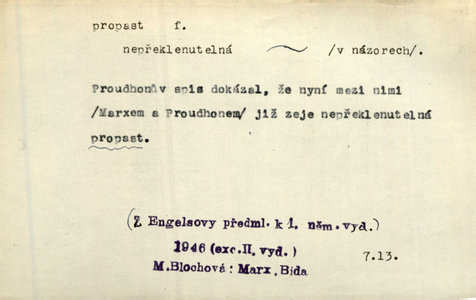 propast f.
nepřeklenutelná ~ /v názorech/.
Proudhonův spis dokázal, že nyní mezi nimi
/Marxem a Proudhonem/ již zeje nepřeklenutelná
propast.
(Z Engelsovy předml. k 1. něm. vyd.)
1946 (exc. II. vyd.)
7.13.
M. Blochová: Marx, Bída